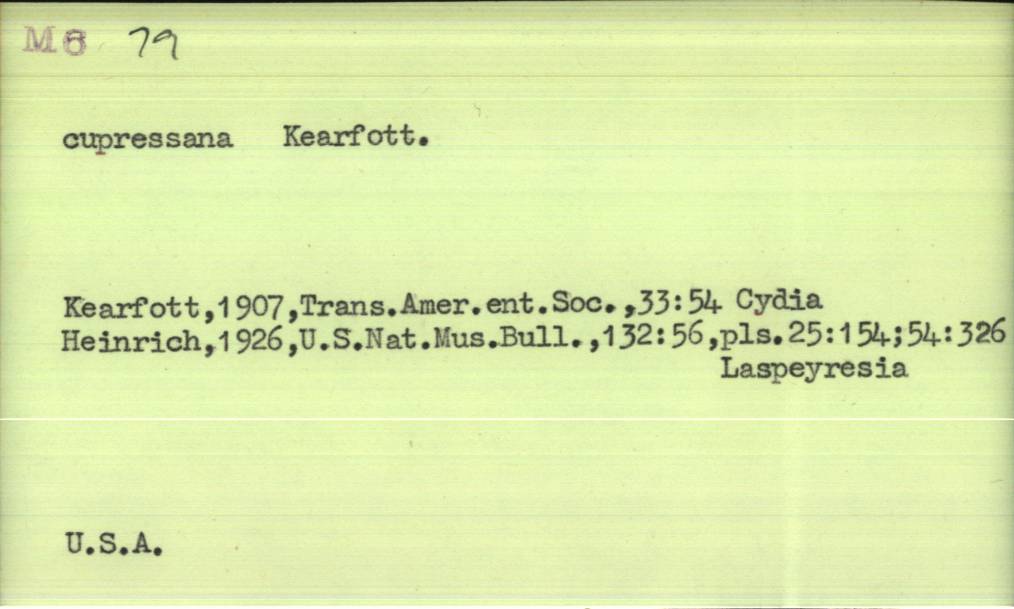 M6 79
cupressana Kearfott.
Kearfott,1907,Trans.Amer.ent.Soc.,33:54 Cydia
Heinrich,1926,U.S.Nat.Mus.Bull.,132:56,pls.25:154;54:326
Laspeyresia
U.S.A.